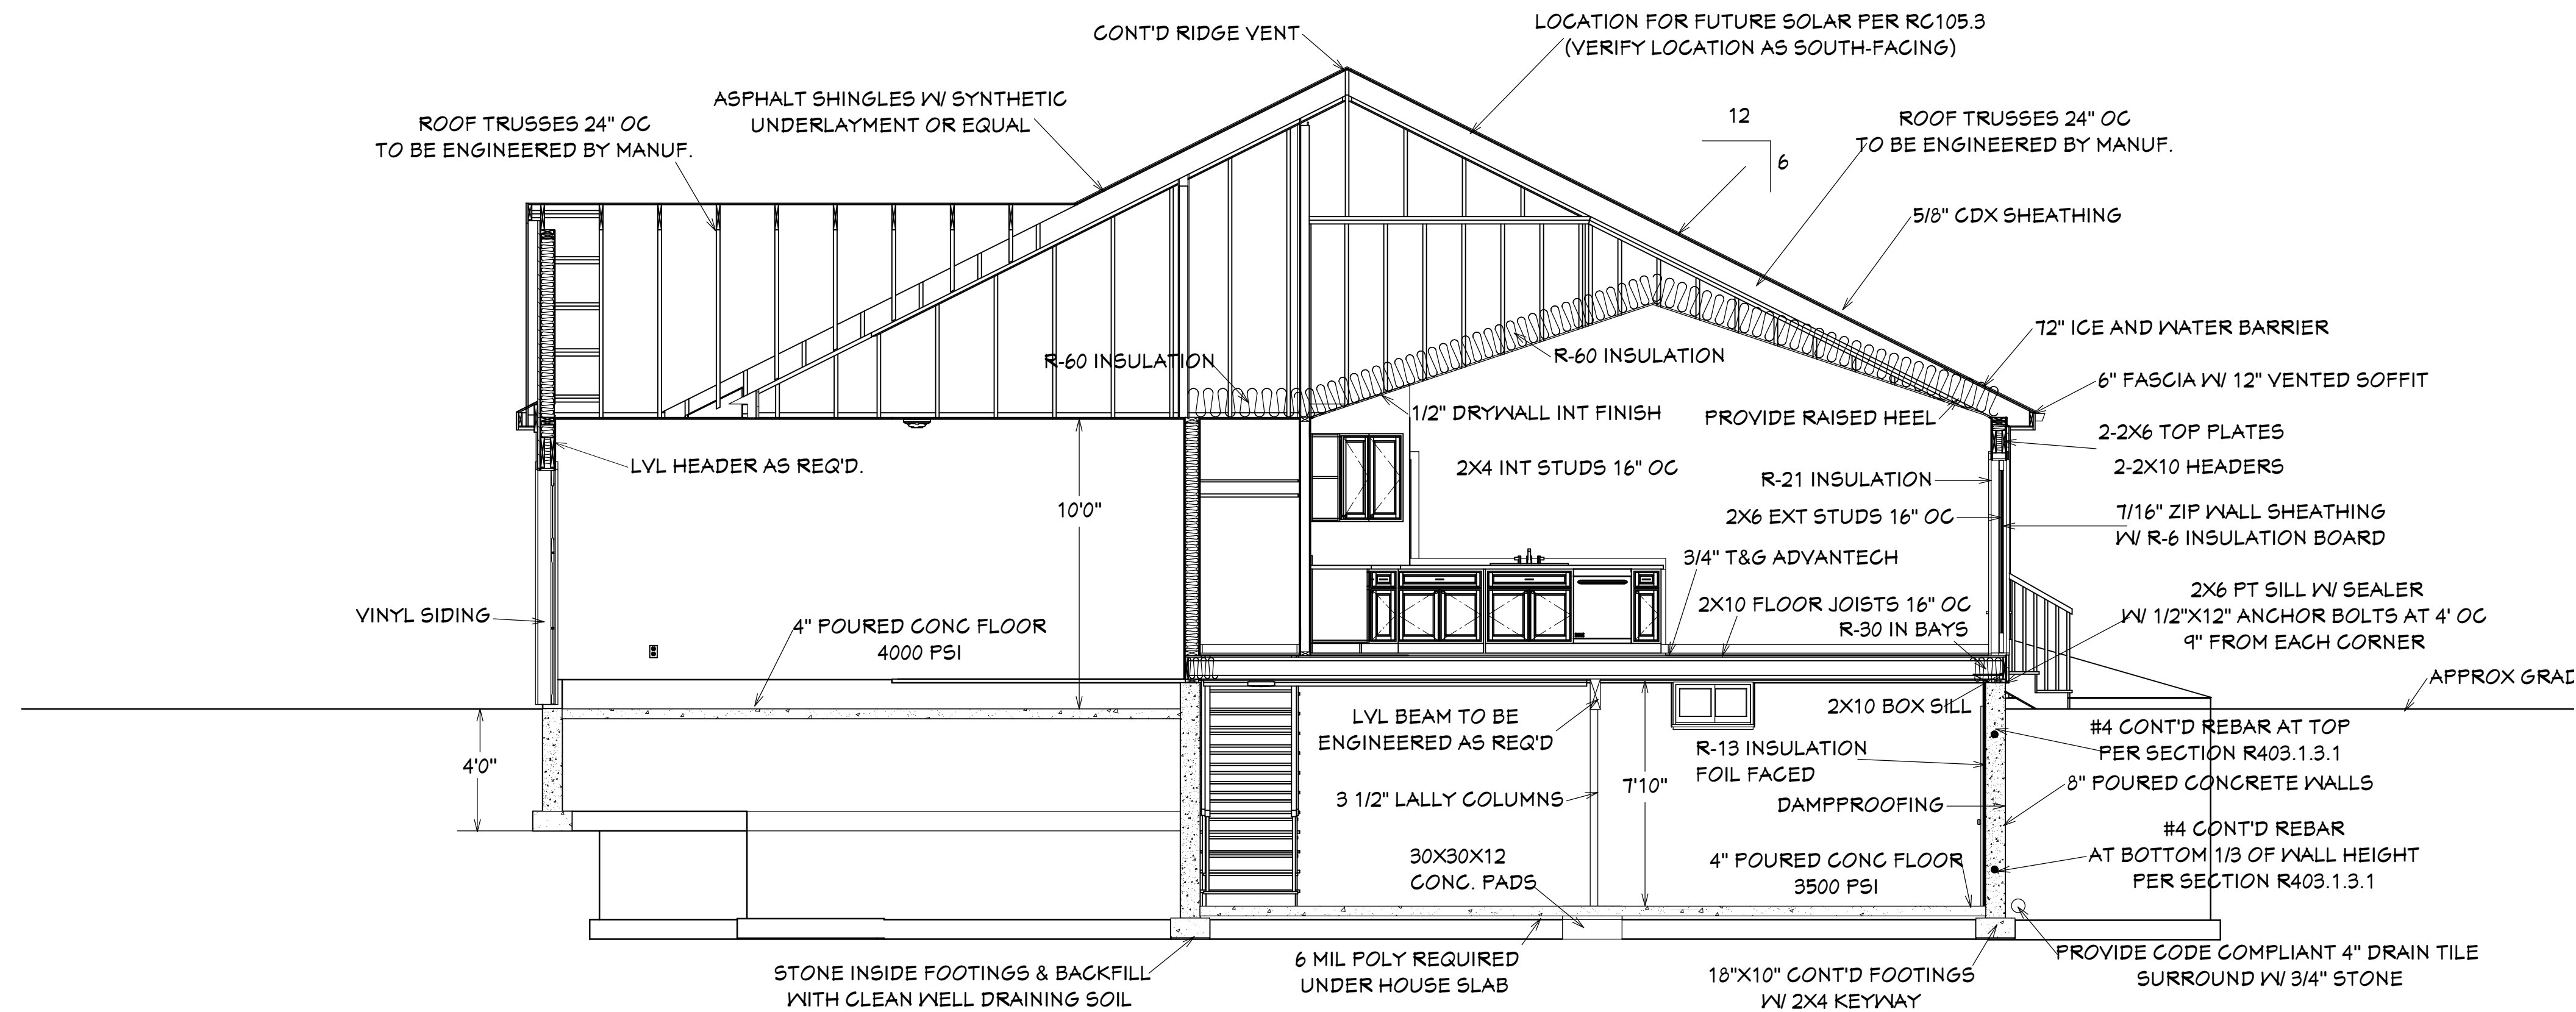 CONT'D RIDGE VENT
LOCATION FOR FUTURE SOLAR PER RC105.3
(VERIFY LOCATION AS SOUTH-FACING)
ASPHALT SHINGLES W/ SYNTHETIC
UNDERLAYMENT OR EQUAL
ROOF TRUSSES 24" OC
TO BE ENGINEERED BY MANUF.
12
6
ROOF TRUSSES 24" OC
TO BE ENGINEERED BY MANUF.
5/8" CDX SHEATHING
72" ICE AND WATER BARRIER
R-60 INSULATION
R-60 INSULATION
6" FASCIA W/ 12" VENTED SOFFIT
1/2" DRYWALL INT FINISH
PROVIDE RAISED HEEL
2-2X6 TOP PLATES
LVL HEADER AS REQ'D.
2X4 INT STUDS 16" OC
2-2X10 HEADERS
R-21 INSULATION
10'0"
2X6 EXT STUDS 16" OC
7/16" ZIP WALL SHEATHING
W/ R-6 INSULATION BOARD
3/4" T&G ADVANTECH
2X6 PT SILL W/ SEALER
W/ 1/2"X12" ANCHOR BOLTS AT 4' OC
9" FROM EACH CORNER
2X10 FLOOR JOISTS 16" OC
R-30 IN BAYS
VINYL SIDING
4" POURED CONC FLOOR
4000 PSI
APPROX GRAD
2X10 BOX SILL
LVL BEAM TO BE
ENGINEERED AS REQ'D
#4 CONT'D REBAR AT TOP
PER SECTION R403.1.3.1
R-13 INSULATION
FOIL FACED
4'0"
7'10"
8" POURED CONCRETE WALLS
3 1/2" LALLY COLUMNS
DAMPPROOFING
#4 CONT'D REBAR
AT BOTTOM 1/3 OF WALL HEIGHT
PER SECTION R403.1.3.1
30X30X12
CONC. PADS
4" POURED CONC FLOOR
3500 PSI
STONE INSIDE FOOTINGS & BACKFILL
WITH CLEAN WELL DRAINING SOIL
6 MIL POLY REQUIRED
UNDER HOUSE SLAB
18"X10" CONT'D FOOTINGS
W/ 2X4 KEYWAY
PROVIDE CODE COMPLIANT 4" DRAIN TILE
SURROUND W/ 3/4" STONE